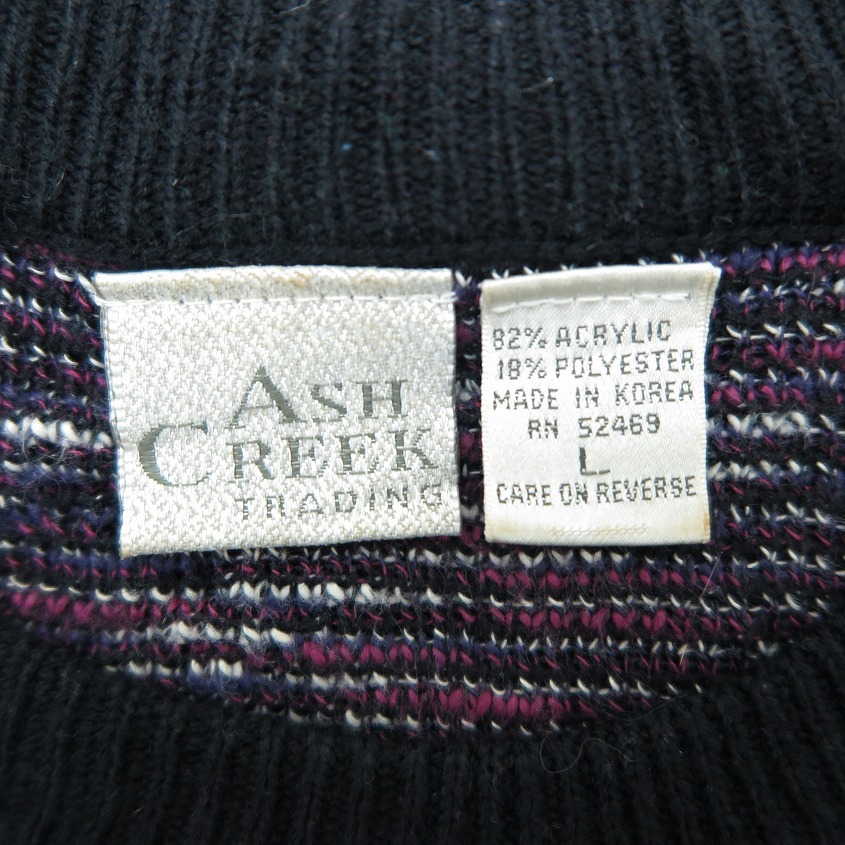 ASH
CREEK
TRADING
82% ACRYLIC
18% POLYESTER
MADE IN KOREA
RN 52469
L
CARE ON REVERSE